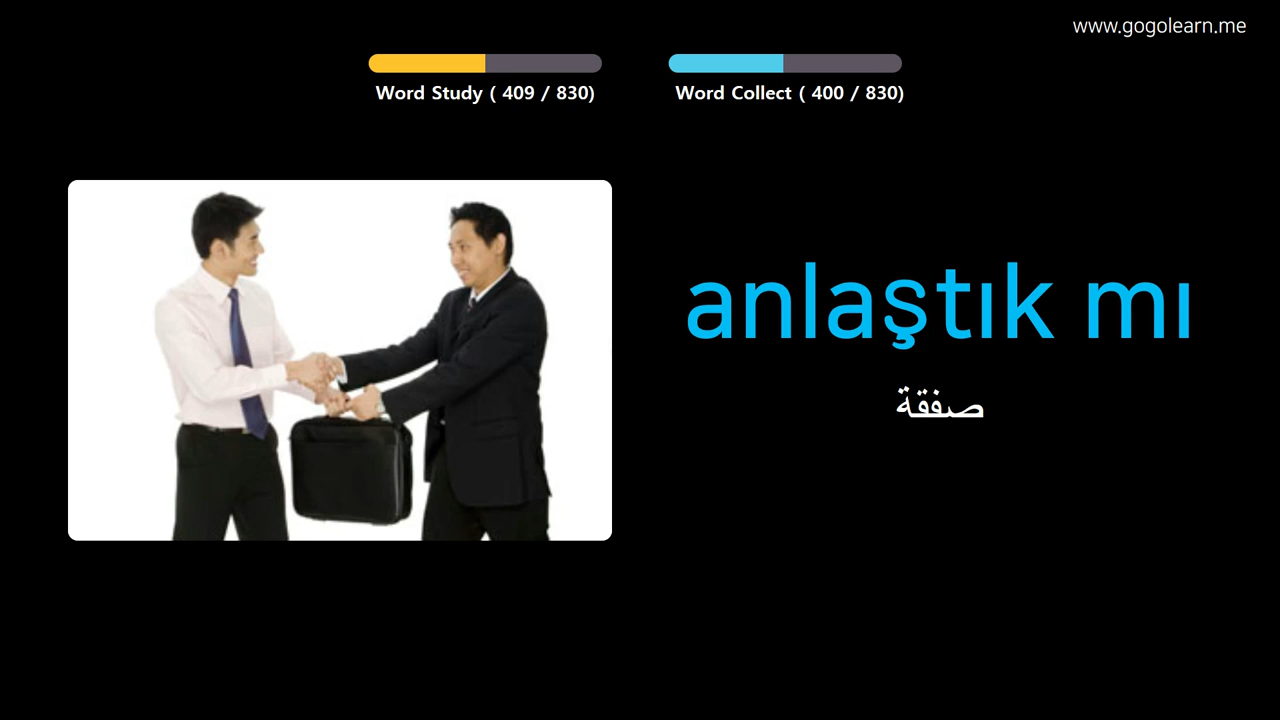 www.gogolearn.me
Word Study ( 409 / 830)
Word Collect ( 400 / 830)
anlaştık mı
صفقة